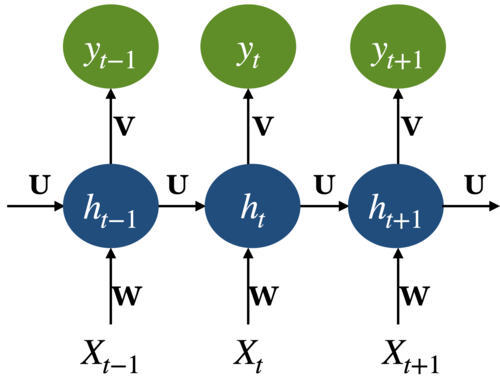 y_{t−1} y_t y_{t+1}
V V V
U U U U
h_{t−1} h_t h_{t+1}
W W W
X_{t−1} X_t X_{t+1}